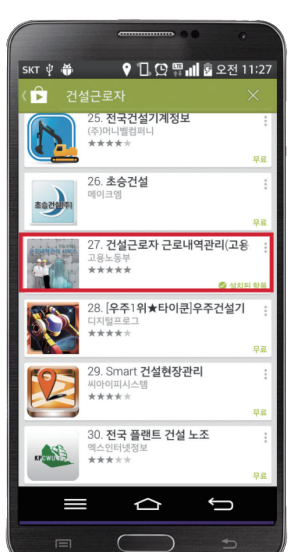 SKT 오전 11:27
건설근로자
25. 전국건설기계정보
(주)머니벨컴퍼니
무료
26. 초승건설
메이크엠
초승건설(주)
무료
27. 건설근로자 근로내역관리(고용
고용노동부
설치된 항목
28. [우주1위★타이쿤]우주건설기
디지털프로그
무료
29. Smart 건설현장관리
씨아이피시스템
무료
30. 전국 플랜트 건설 노조
엑스인터넷정보
KFCWU
무료